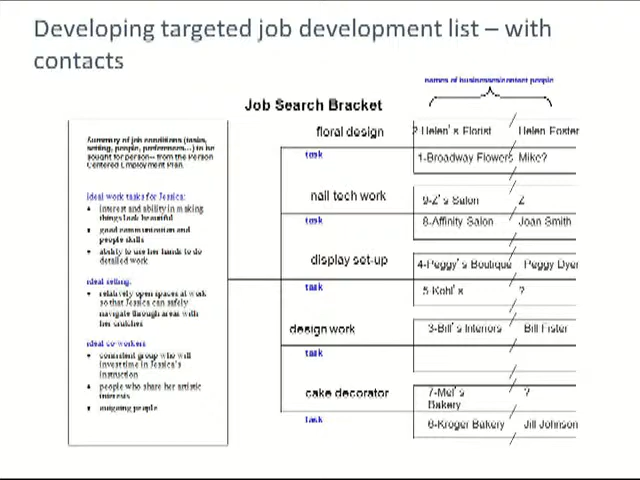 Developing targeted job development list – with
contacts
names of businesses/contact people
Job Search Bracket
Summary of job conditions (tasks,
setting, people, preferences...) to be
sought for person-- from the Person
Centered Employment Plan
Ideal work tasks for Jessica:
• interest and ability in making
things look beautiful
• good communication and
people skills
• ability to use her hands to do
detailed work
ideal setting:
• relatively open spaces at work
so that Jessica can safely
navigate through areas with
her crutches
ideal co-workers
• consistent group who will
invest time in Jessica's
instruction
• people who share her artistic
interests
• outgoing people
floral design
task
nail tech work
task
display set-up
task
design work
task
cake decorator
task
Helen's Florist / Helen Foster
1-Broadway Flowers / Mike?
9-Z's Salon / Z
8-Affinity Salon / Joan Smith
4-Peggy's Boutique / Peggy Dyer
5-Kohl's / ?
3-Bill's Interiors / Bill Fister
7-Mel's / ?
Bakery
6-Kroger Bakery / Jill Johnson